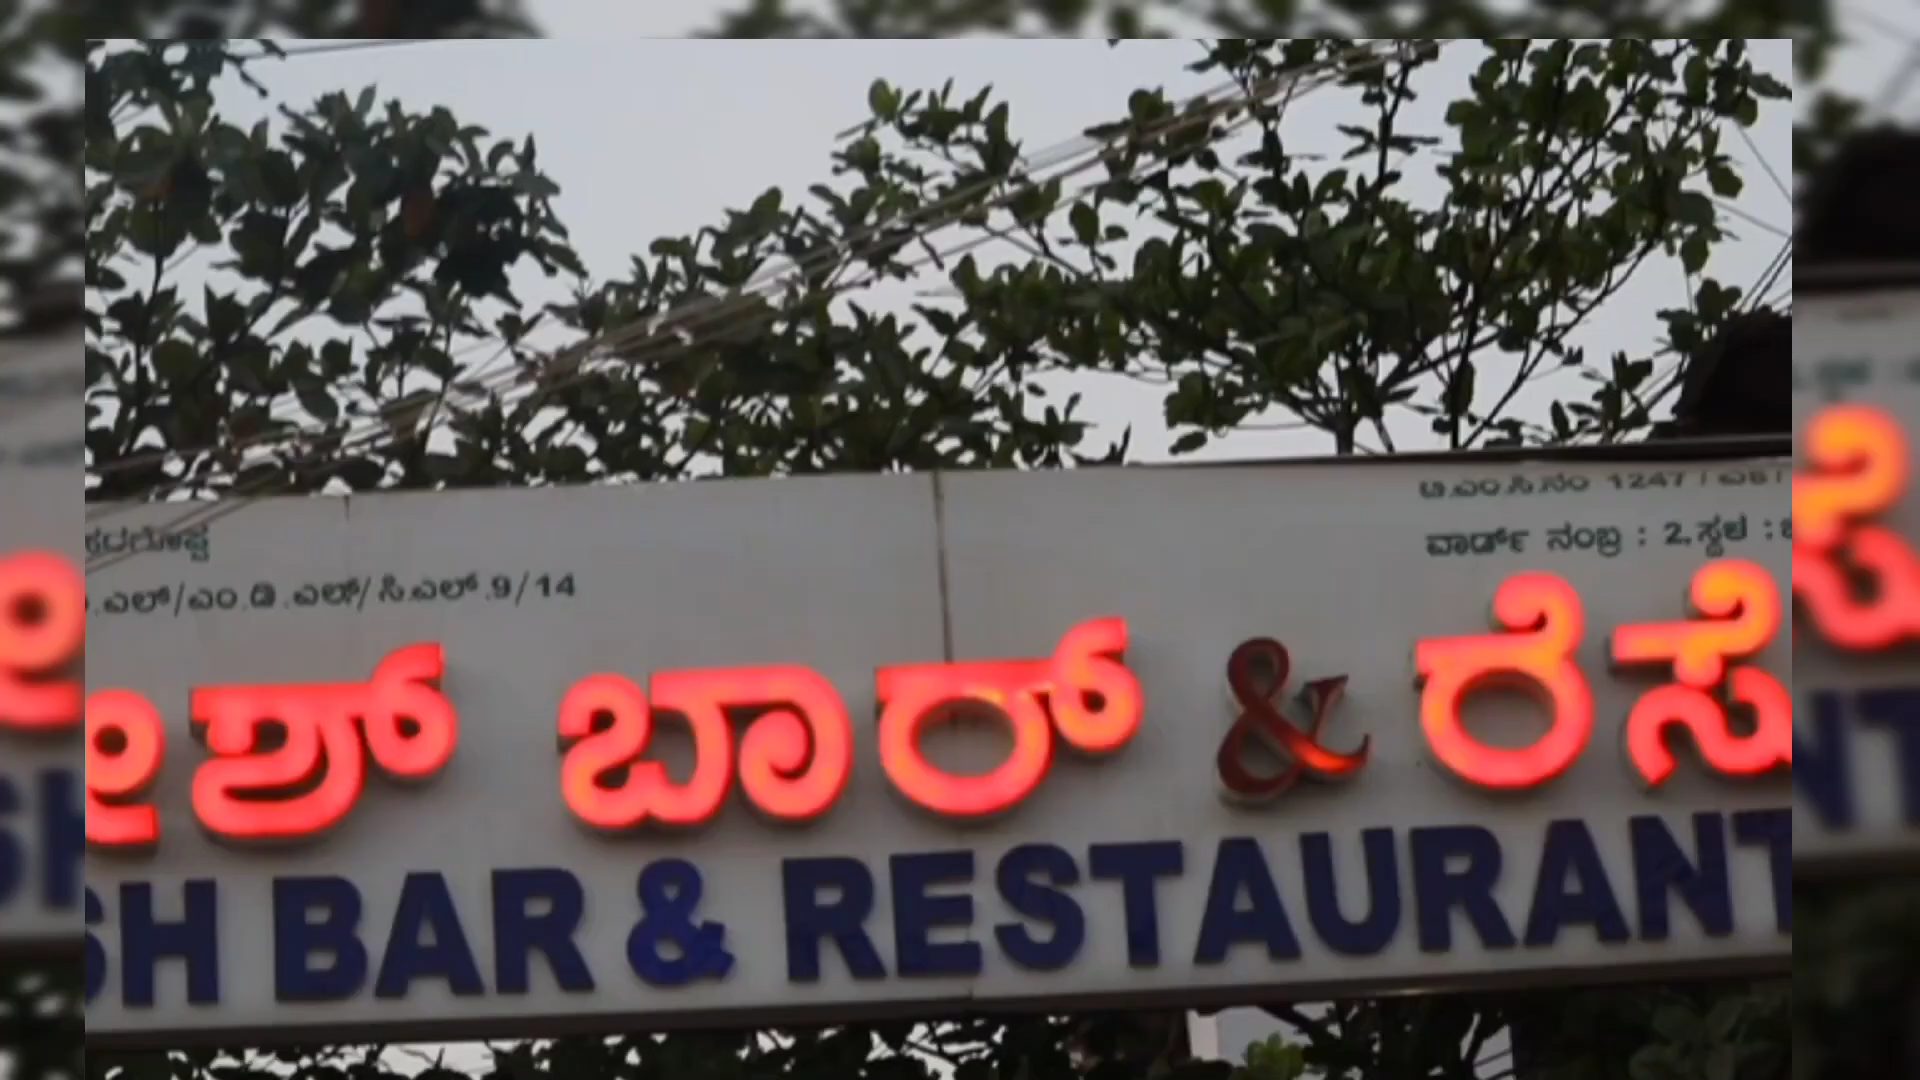 ಟಿ.ಎಂ.ಸಿ.ನಂ 1247 /
ವಾರ್ಡ್ ನಂಬ್ರ : 2.ಸ್ಥಳ :
.ಎಲ್/ಎಂ.ಡಿ.ಎಲ್/ಸಿ.ಎಲ್.9/14
ೇಶ್ ಬಾರ್ & ರೆಸ್ಟೊ
SH BAR & RESTAURANT